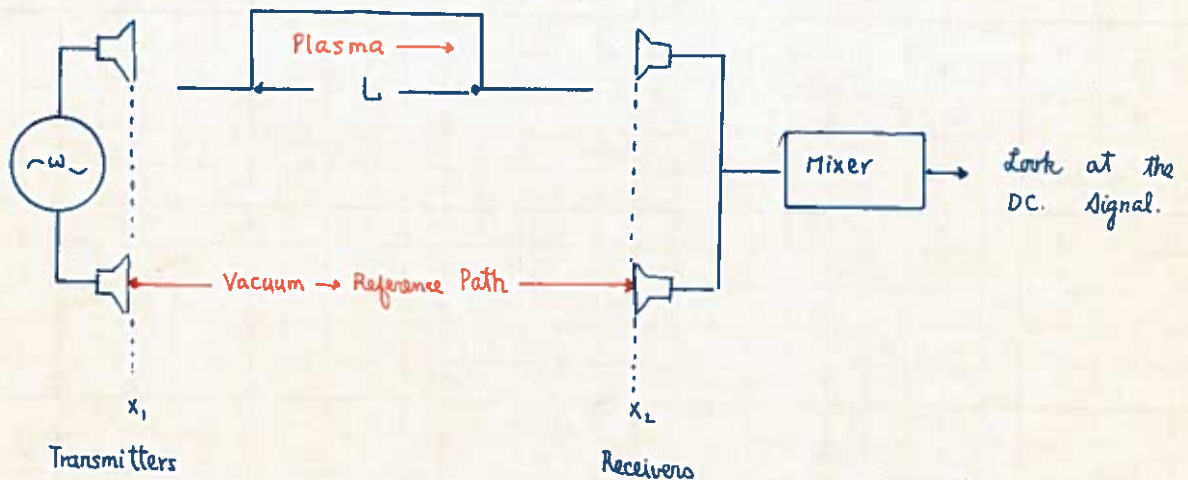 Plasma →
L
~ω~
Mixer
→ Look at the
DC. Signal.
Vacuum → Reference Path
x₁
x₂
Transmitters
Receivers